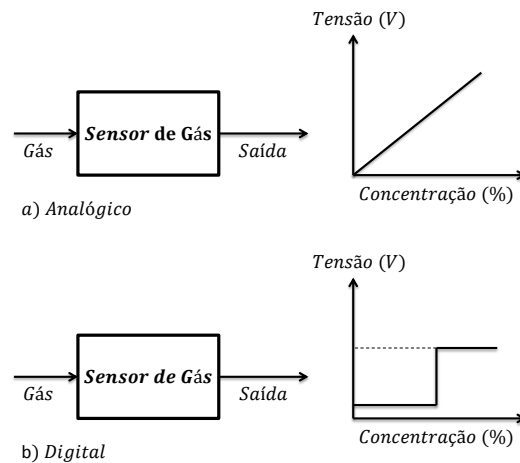 Tensão (V)
Sensor de Gás
Gás
Saída
Concentração (%)
a) Analógico
Tensão (V)
Sensor de Gás
Gás
Saída
Concentração (%)
b) Digital